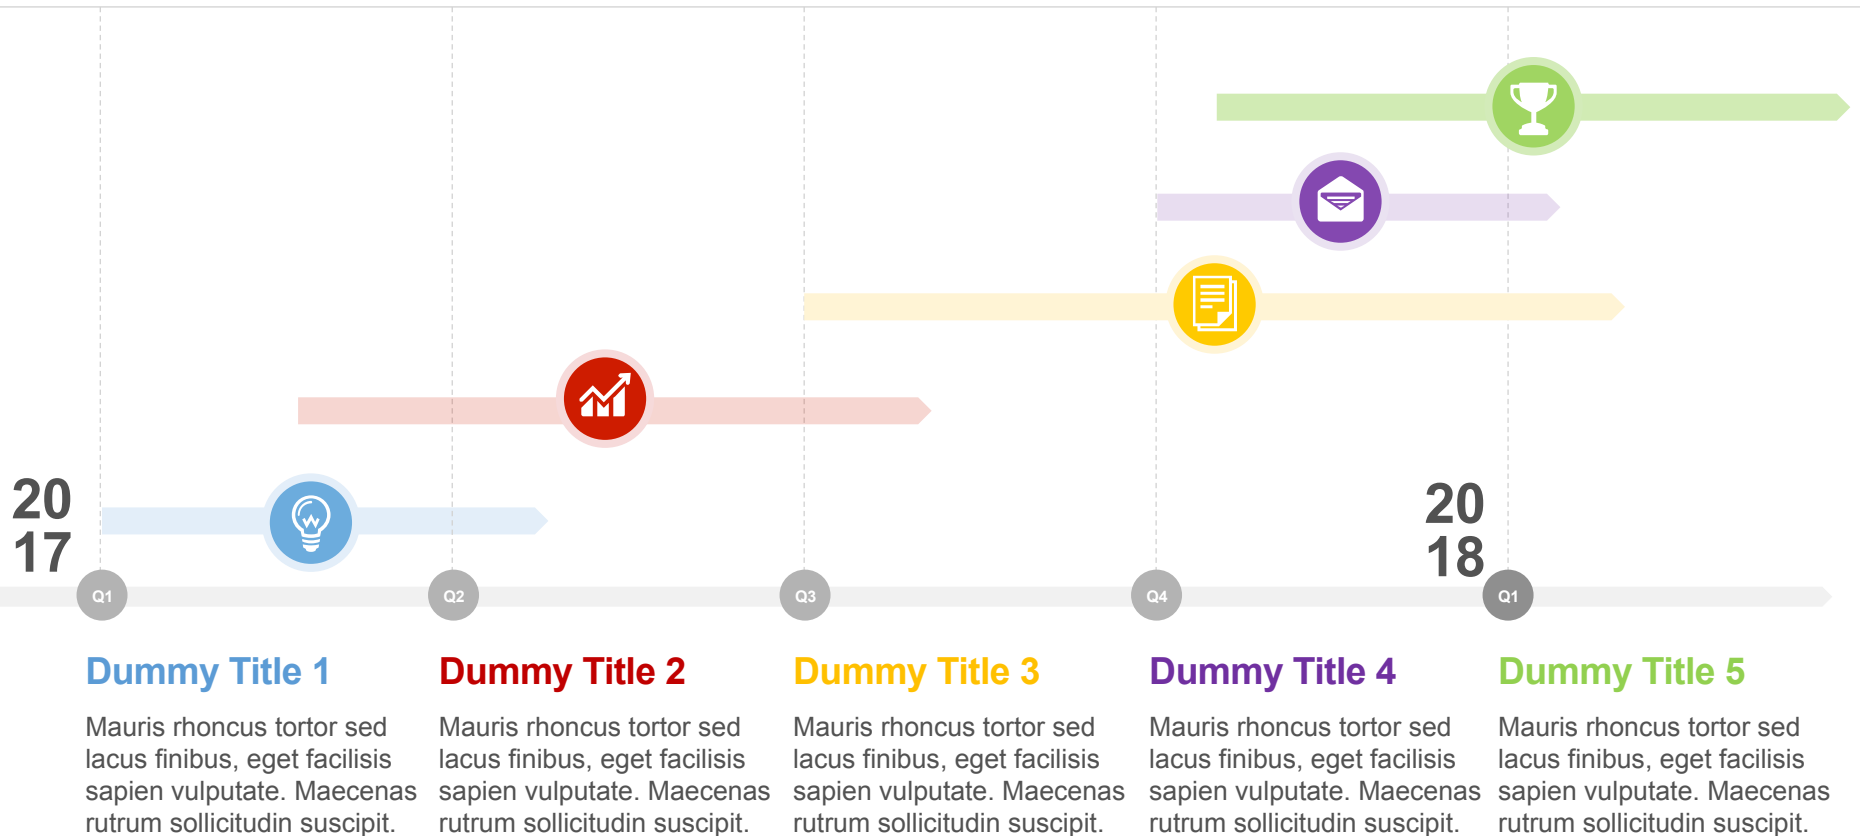 20
17
20
18
Q1
Q2
Q3
Q4
Q1
Dummy Title 1
Mauris rhoncus tortor sed
lacus finibus, eget facilisis
sapien vulputate. Maecenas
rutrum sollicitudin suscipit.
Dummy Title 2
Mauris rhoncus tortor sed
lacus finibus, eget facilisis
sapien vulputate. Maecenas
rutrum sollicitudin suscipit.
Dummy Title 3
Mauris rhoncus tortor sed
lacus finibus, eget facilisis
sapien vulputate. Maecenas
rutrum sollicitudin suscipit.
Dummy Title 4
Mauris rhoncus tortor sed
lacus finibus, eget facilisis
sapien vulputate. Maecenas
rutrum sollicitudin suscipit.
Dummy Title 5
Mauris rhoncus tortor sed
lacus finibus, eget facilisis
sapien vulputate. Maecenas
rutrum sollicitudin suscipit.